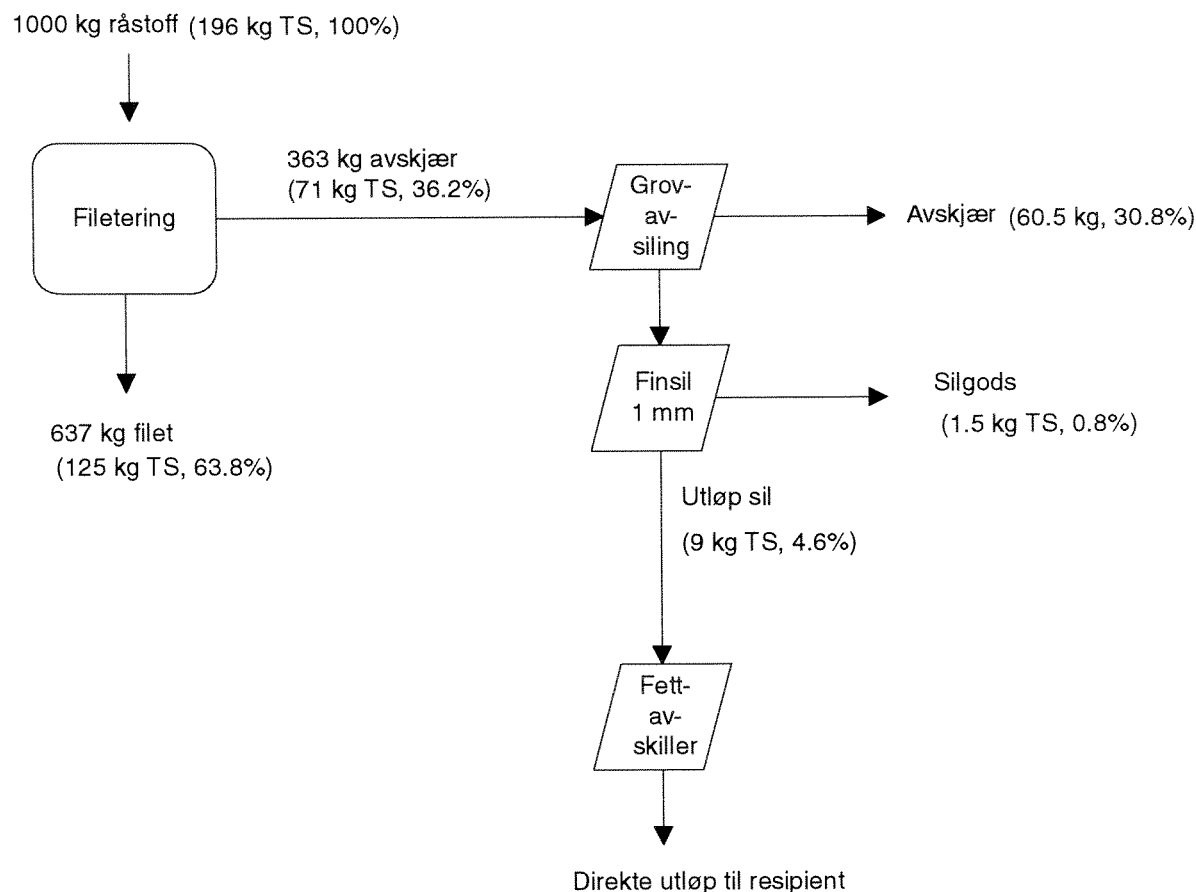 1000 kg råstoff (196 kg TS, 100%)
Filetering
363 kg avskjær
(71 kg TS, 36.2%)
Grov-
av-
siling
Avskjær (60.5 kg, 30.8%)
637 kg filet
(125 kg TS, 63.8%)
Finsil
1 mm
Silgods
(1.5 kg TS, 0.8%)
Utløp sil
(9 kg TS, 4.6%)
Fett-
av-
skiller
Direkte utløp til resipient